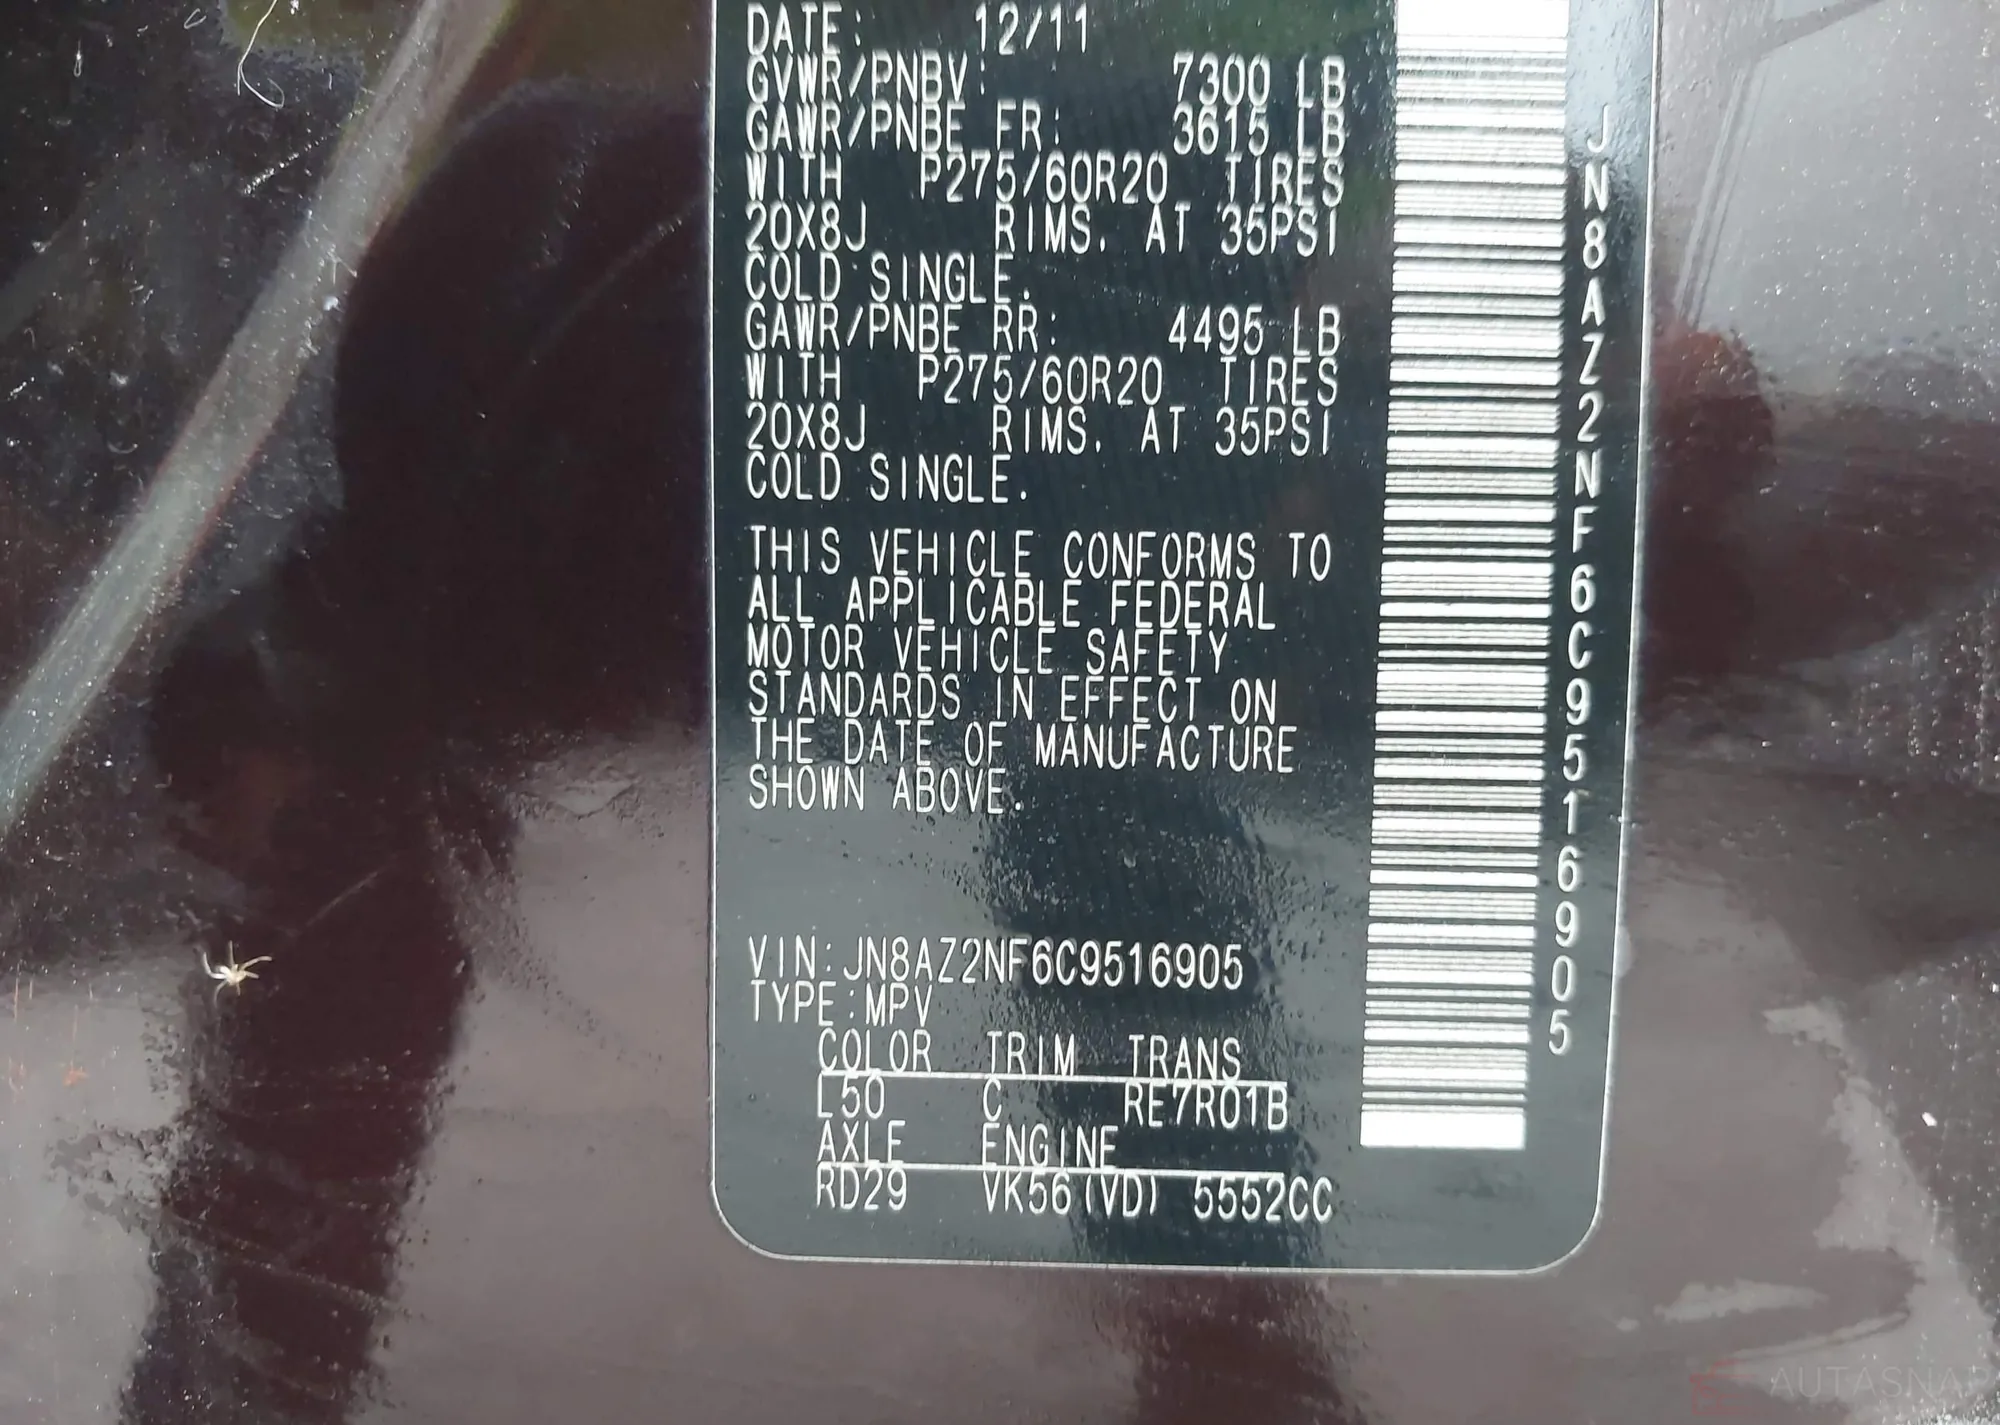 DATE: 12/11
GVWR/PNBV: 7300 LB
GAWR/PNBE FR: 3615 LB
WITH P275/60R20 TIRES
20X8J RIMS. AT 35PSI
COLD SINGLE.
GAWR/PNBE RR: 4495 LB
WITH P275/60R20 TIRES
20X8J RIMS. AT 35PSI
COLD SINGLE.
THIS VEHICLE CONFORMS TO
ALL APPLICABLE FEDERAL
MOTOR VEHICLE SAFETY
STANDARDS IN EFFECT ON
THE DATE OF MANUFACTURE
SHOWN ABOVE.
VIN:JN8AZ2NF6C9516905
TYPE:MPV
COLOR TRIM TRANS
L50 C RE7R01B
AXLE ENGINE
RD29 VK56(VD) 5552CC
JN8AZ2NF6C9516905
AUTASNAP